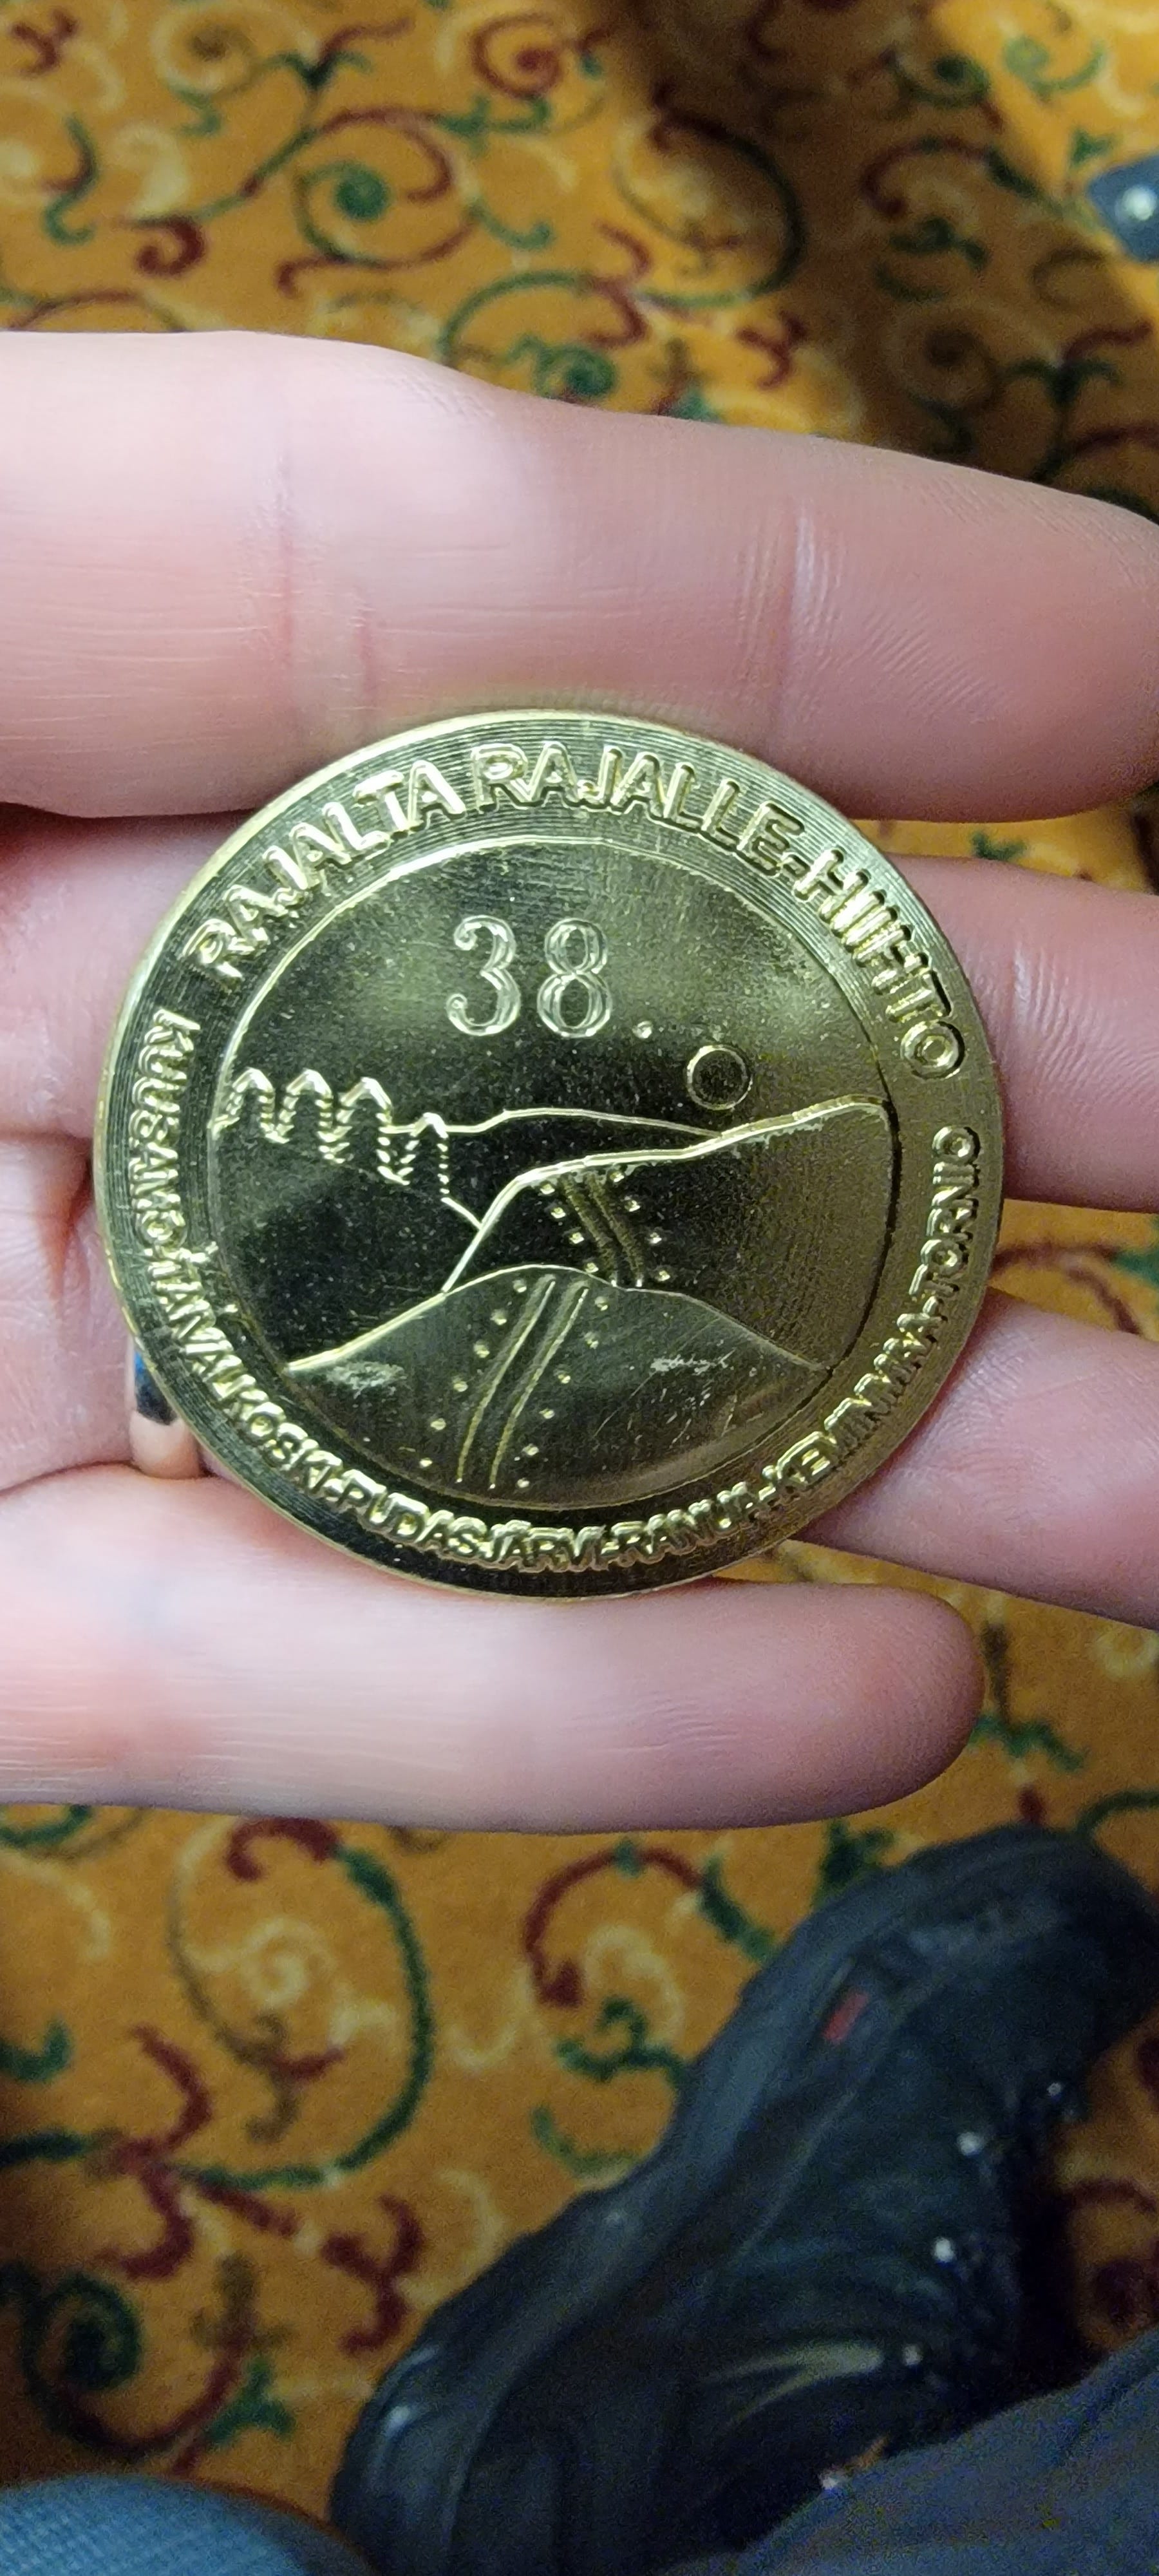 RAJALTA RAJALLE-HIIHTO
38.
KUUSAMO-TAIVALKOSKI-PUDASJÄRVI-RANUA-KEMINMAA-TORNIO